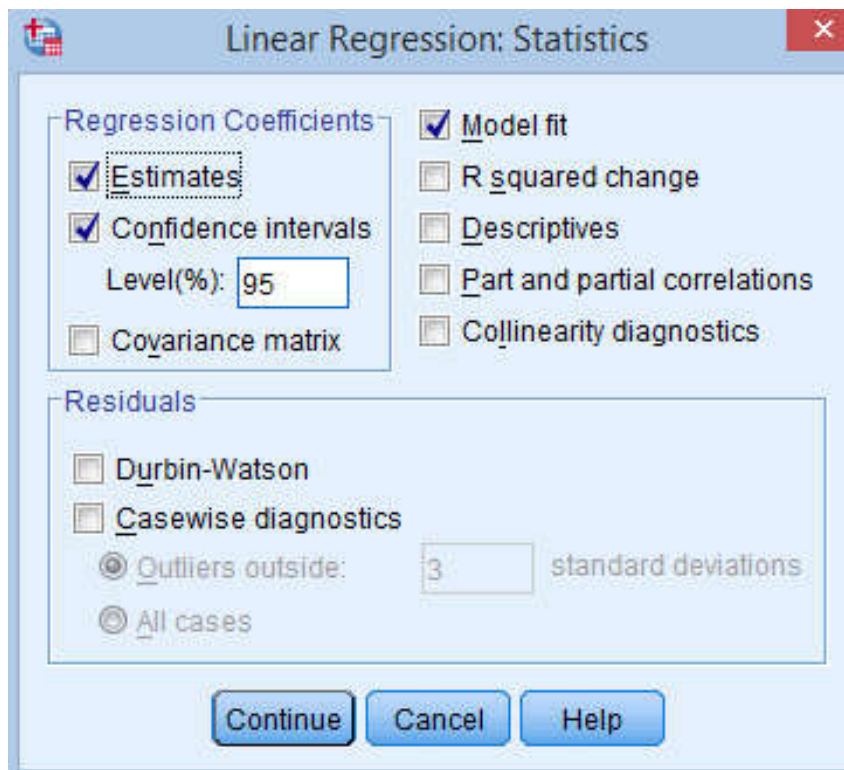 Linear Regression: Statistics
Regression Coefficients
Estimates
Confidence intervals
Level(%): 95
Covariance matrix
Model fit
R squared change
Descriptives
Part and partial correlations
Collinearity diagnostics
Residuals
Durbin-Watson
Casewise diagnostics
Outliers outside: 3 standard deviations
All cases
Continue Cancel Help